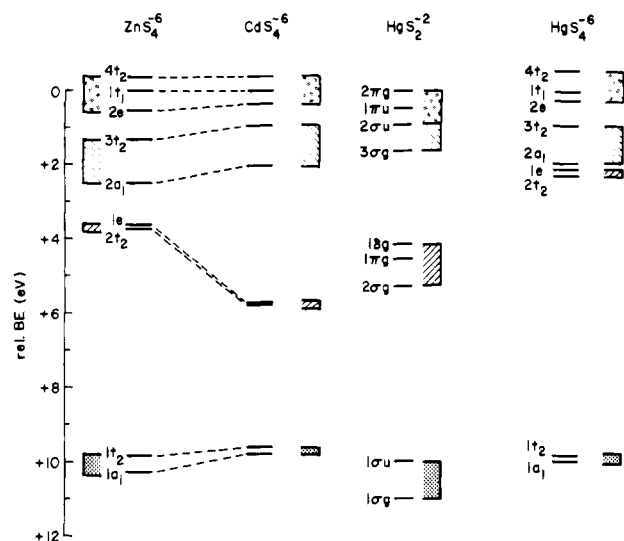 ZnS₄⁻⁶ CdS₄⁻⁶ HgS₂⁻² HgS₄⁻⁶
rel. BE (eV)
0
+2
+4
+6
+8
+10
+12
4t₂
1t₁
2e
3t₂
2a₁
1e
2t₂
1t₂
1a₁
2πg
1πu
2σu
3σg
1δg
1πg
2σg
1σu
1σg
4t₂
1t₁
2e
3t₂
2a₁
1e
2t₂
1t₂
1a₁